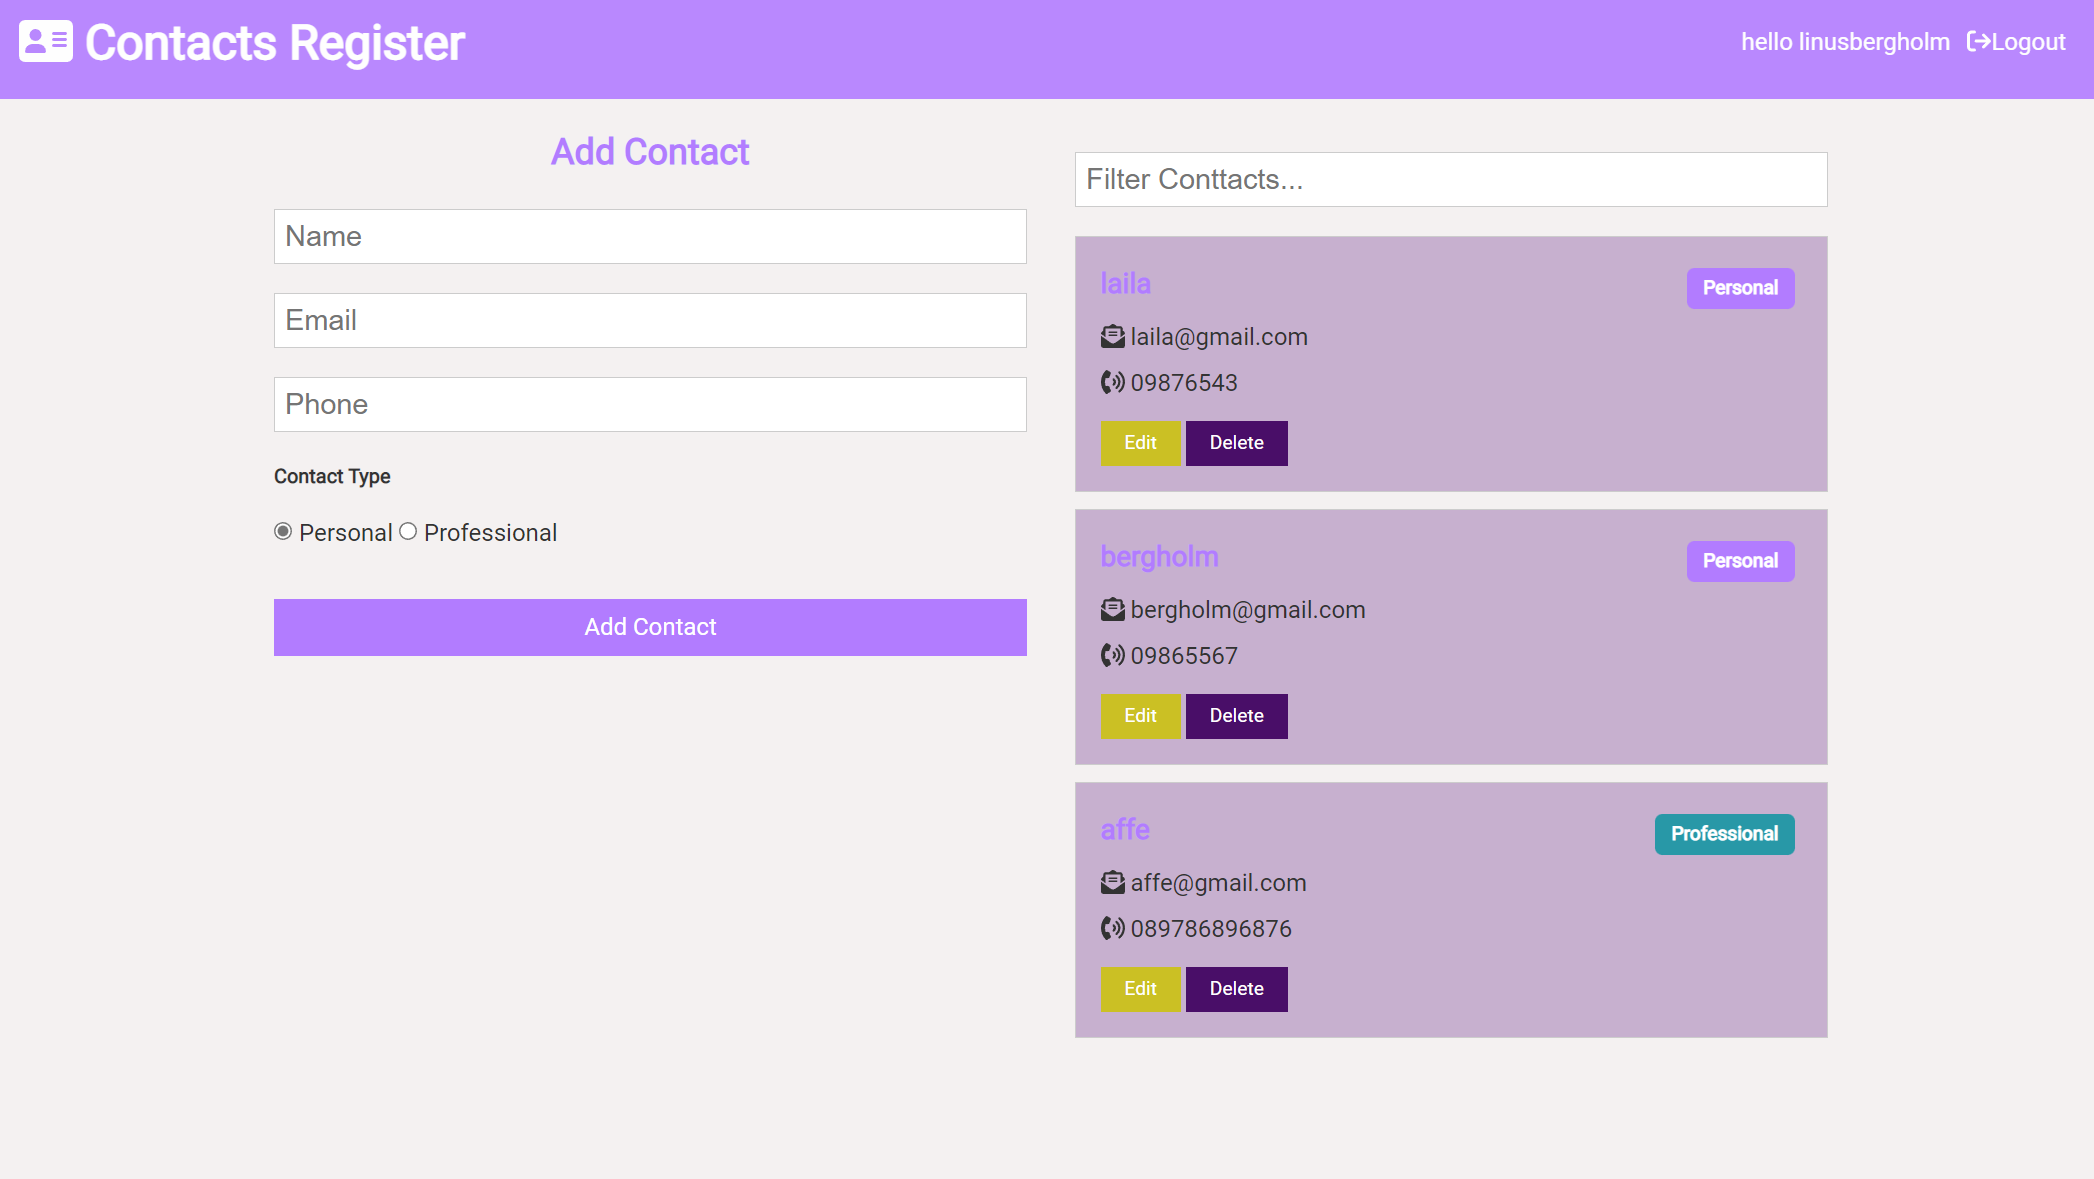 Contacts Register
hello linusbergholm Logout
Add Contact
Name
Email
Phone
Contact Type
Personal Professional
Add Contact
Filter Conttacts...
laila Personal
laila@gmail.com
09876543
Edit Delete
bergholm Personal
bergholm@gmail.com
09865567
Edit Delete
affe Professional
affe@gmail.com
089786896876
Edit Delete